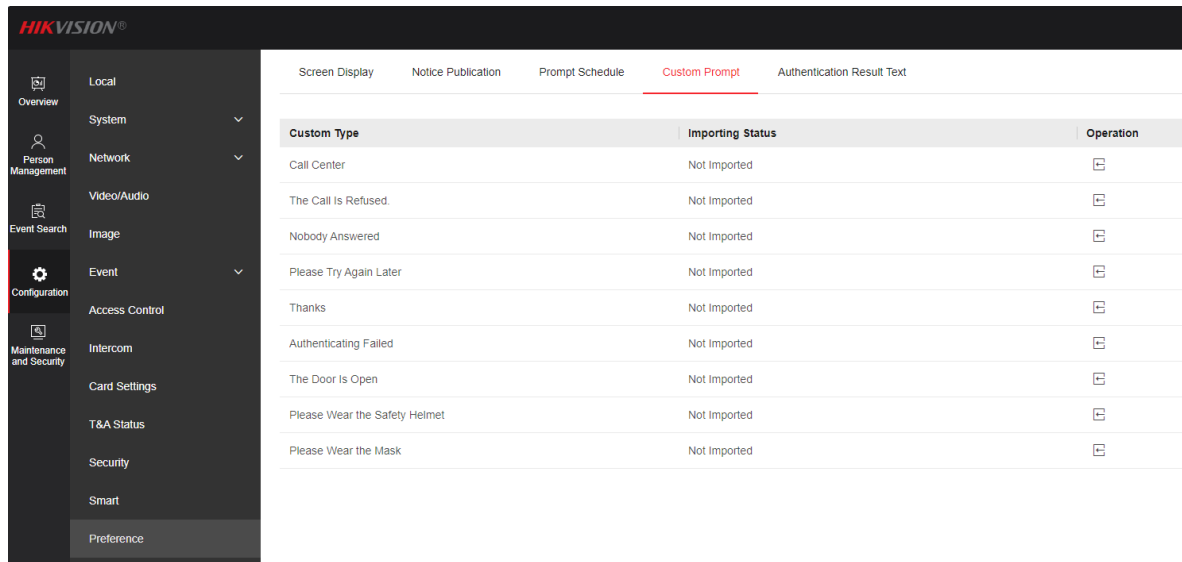 HIKVISION®
Overview
Person
Management
Event Search
Configuration
Maintenance
and Security
Local
System
Network
Video/Audio
Image
Event
Access Control
Intercom
Card Settings
T&A Status
Security
Smart
Preference
Screen Display Notice Publication Prompt Schedule Custom Prompt Authentication Result Text
Custom Type Importing Status Operation
Call Center Not Imported
The Call Is Refused. Not Imported
Nobody Answered Not Imported
Please Try Again Later Not Imported
Thanks Not Imported
Authenticating Failed Not Imported
The Door Is Open Not Imported
Please Wear the Safety Helmet Not Imported
Please Wear the Mask Not Imported